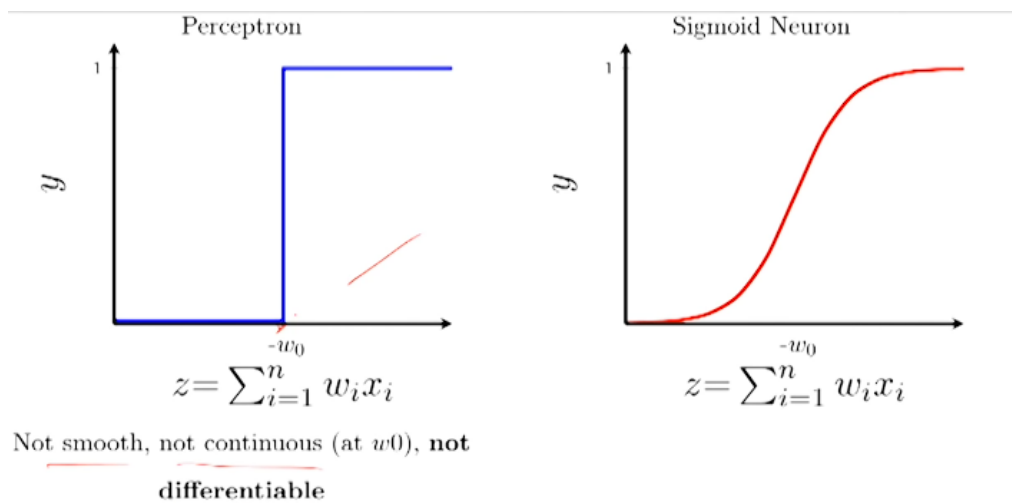 Perceptron
1
y
-w₀
z=∑ⁿᵢ₌₁ wᵢxᵢ
Not smooth, not continuous (at w0), not
differentiable
Sigmoid Neuron
1
y
-w₀
z=∑ⁿᵢ₌₁ wᵢxᵢ